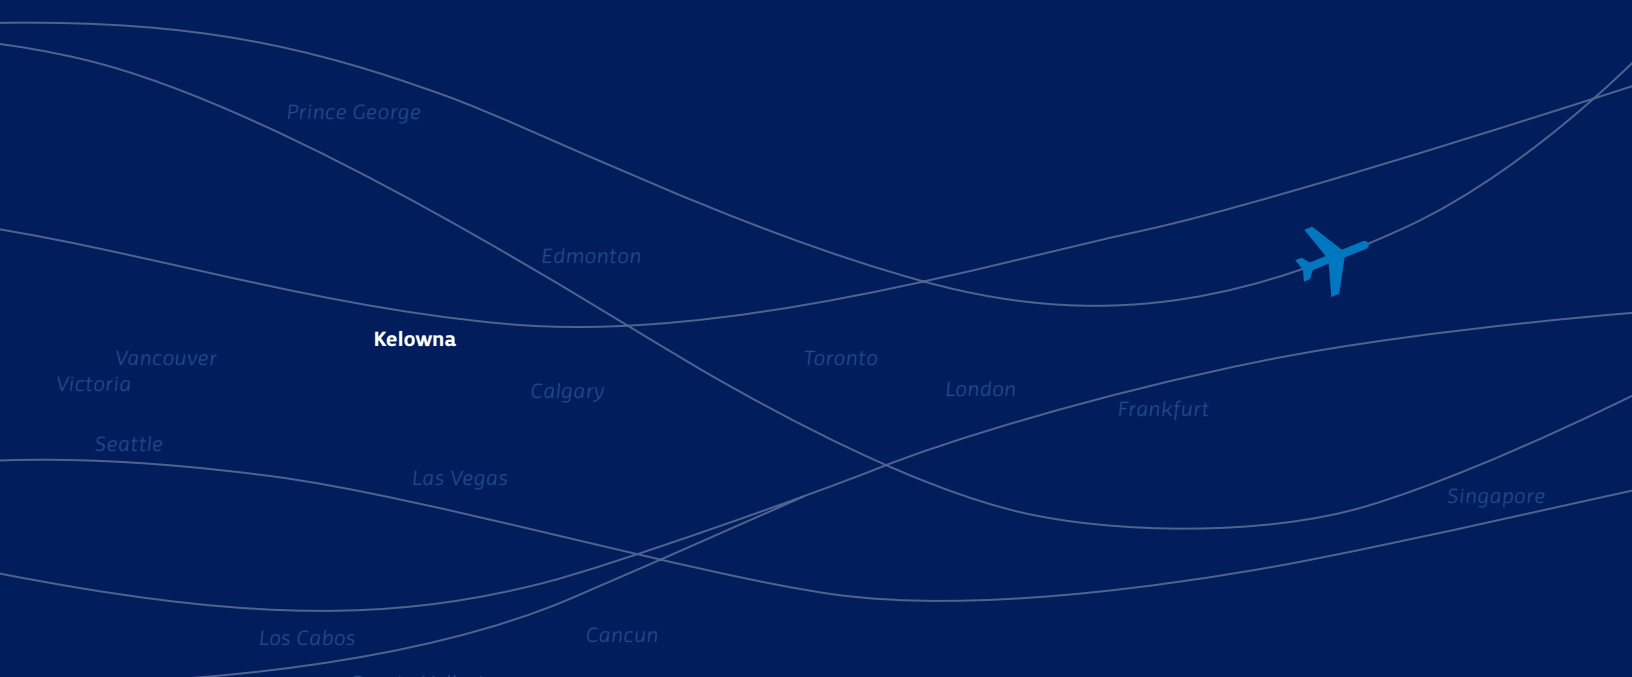 Prince George
Edmonton
Kelowna
Vancouver
Toronto
Victoria
Calgary
London
Frankfurt
Seattle
Las Vegas
Singapore
Los Cabos
Cancun